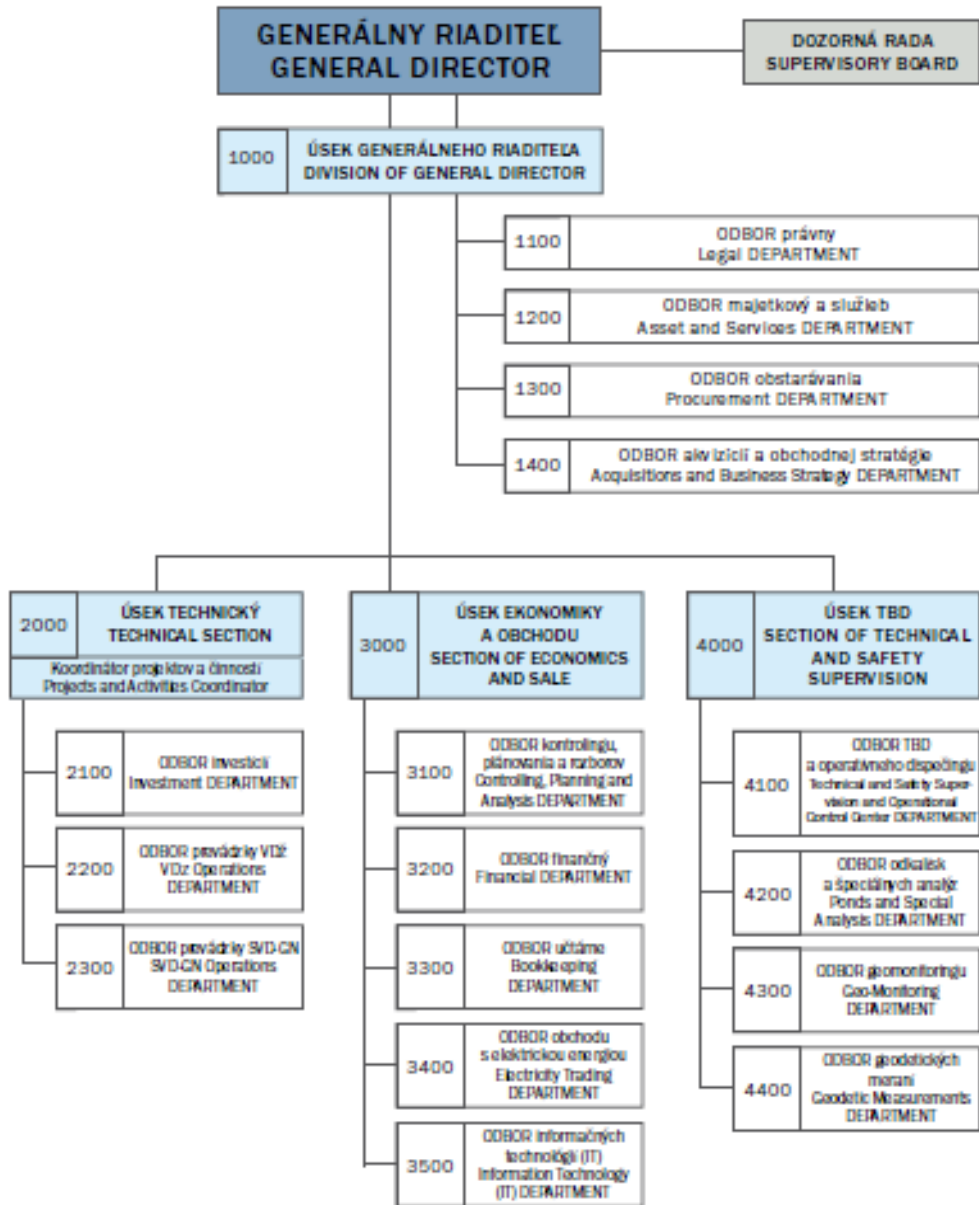 GENERÁLNY RIADITEĽ
GENERAL DIRECTOR
DOZORNÁ RADA
SUPERVISORY BOARD
1000
ÚSEK GENERÁLNEHO RIADITEĽA
DIVISION OF GENERAL DIRECTOR
1100
ODBOR právny
Legal DEPARTMENT
1200
ODBOR majetkový a služieb
Asset and Services DEPARTMENT
1300
ODBOR obstarávania
Procurement DEPARTMENT
1400
ODBOR akvizícií a obchodnej stratégie
Acquisitions and Business Strategy DEPARTMENT
2000
ÚSEK TECHNICKÝ
TECHNICAL SECTION
Koordinátor projektov a činností
Projects and Activities Coordinator
2100
ODBOR investícií
Investment DEPARTMENT
2200
ODBOR prevádzky VDž
VDž Operations
DEPARTMENT
2300
ODBOR prevádzky SVD-GN
SVD-GN Operations
DEPARTMENT
3000
ÚSEK EKONOMIKY
A OBCHODU
SECTION OF ECONOMICS
AND SALE
3100
ODBOR kontrolingu,
plánovania a rozborov
Controlling, Planning and
Analysis DEPARTMENT
3200
ODBOR finančný
Financial DEPARTMENT
3300
ODBOR učtárne
Bookkeeping
DEPARTMENT
3400
ODBOR obchodu
s elektrickou energiou
Electricity Trading
DEPARTMENT
3500
ODBOR informačných
technológií (IT)
Information Technology
(IT) DEPARTMENT
4000
ÚSEK TBD
SECTION OF TECHNICAL
AND SAFETY
SUPERVISION
4100
ODBOR TBD
a operatívneho dispečingu
Technical and Safety Super-
vision and Operational
Control Center DEPARTMENT
4200
ODBOR odkalísk
a špeciálnych analýz
Ponds and Special
Analysis DEPARTMENT
4300
ODBOR geomonitoringu
Geo-Monitoring
DEPARTMENT
4400
ODBOR geodetických
meraní
Geodetic Measurements
DEPARTMENT